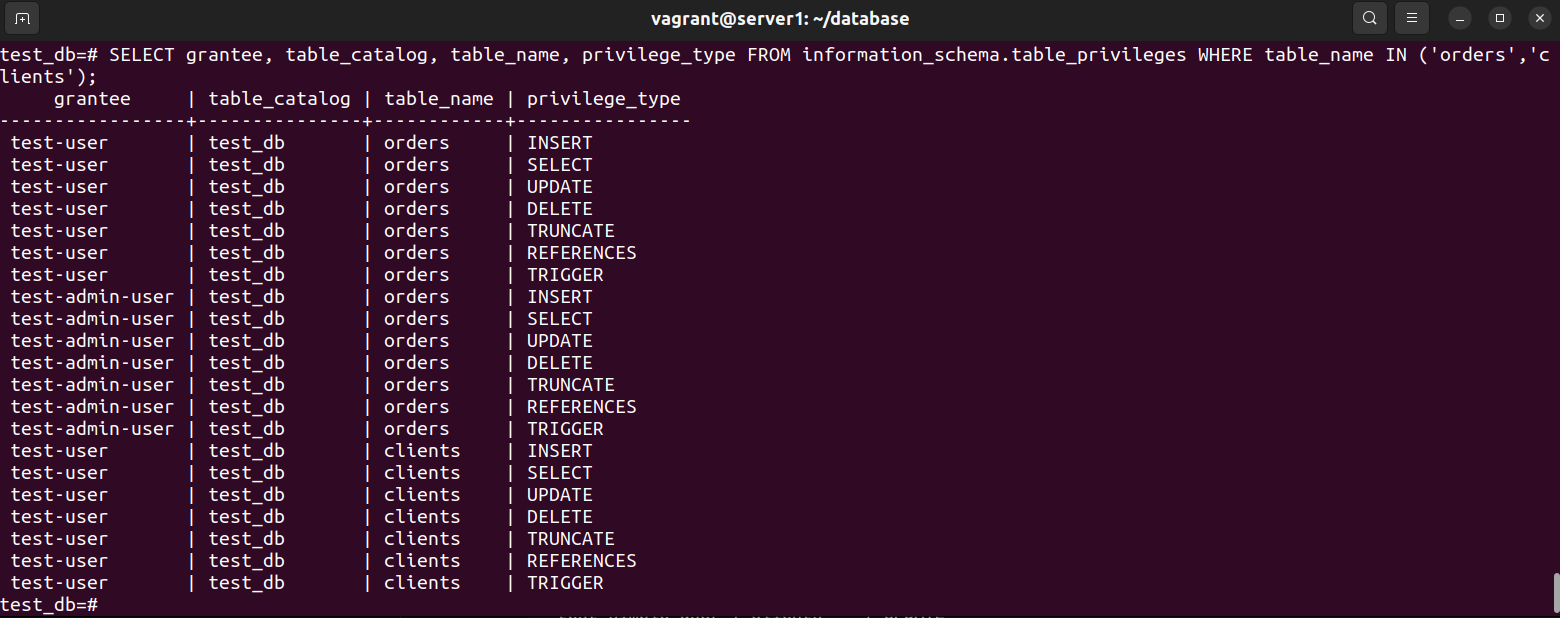 vagrant@server1: ~/database
test_db=# SELECT grantee, table_catalog, table_name, privilege_type FROM information_schema.table_privileges WHERE table_name IN ('orders','c
lients');
    grantee     | table_catalog | table_name | privilege_type
-----------------+---------------+------------+----------------
 test-user       | test_db       | orders     | INSERT
 test-user       | test_db       | orders     | SELECT
 test-user       | test_db       | orders     | UPDATE
 test-user       | test_db       | orders     | DELETE
 test-user       | test_db       | orders     | TRUNCATE
 test-user       | test_db       | orders     | REFERENCES
 test-user       | test_db       | orders     | TRIGGER
 test-admin-user | test_db       | orders     | INSERT
 test-admin-user | test_db       | orders     | SELECT
 test-admin-user | test_db       | orders     | UPDATE
 test-admin-user | test_db       | orders     | DELETE
 test-admin-user | test_db       | orders     | TRUNCATE
 test-admin-user | test_db       | orders     | REFERENCES
 test-admin-user | test_db       | orders     | TRIGGER
 test-user       | test_db       | clients    | INSERT
 test-user       | test_db       | clients    | SELECT
 test-user       | test_db       | clients    | UPDATE
 test-user       | test_db       | clients    | DELETE
 test-user       | test_db       | clients    | TRUNCATE
 test-user       | test_db       | clients    | REFERENCES
 test-user       | test_db       | clients    | TRIGGER
test_db=#